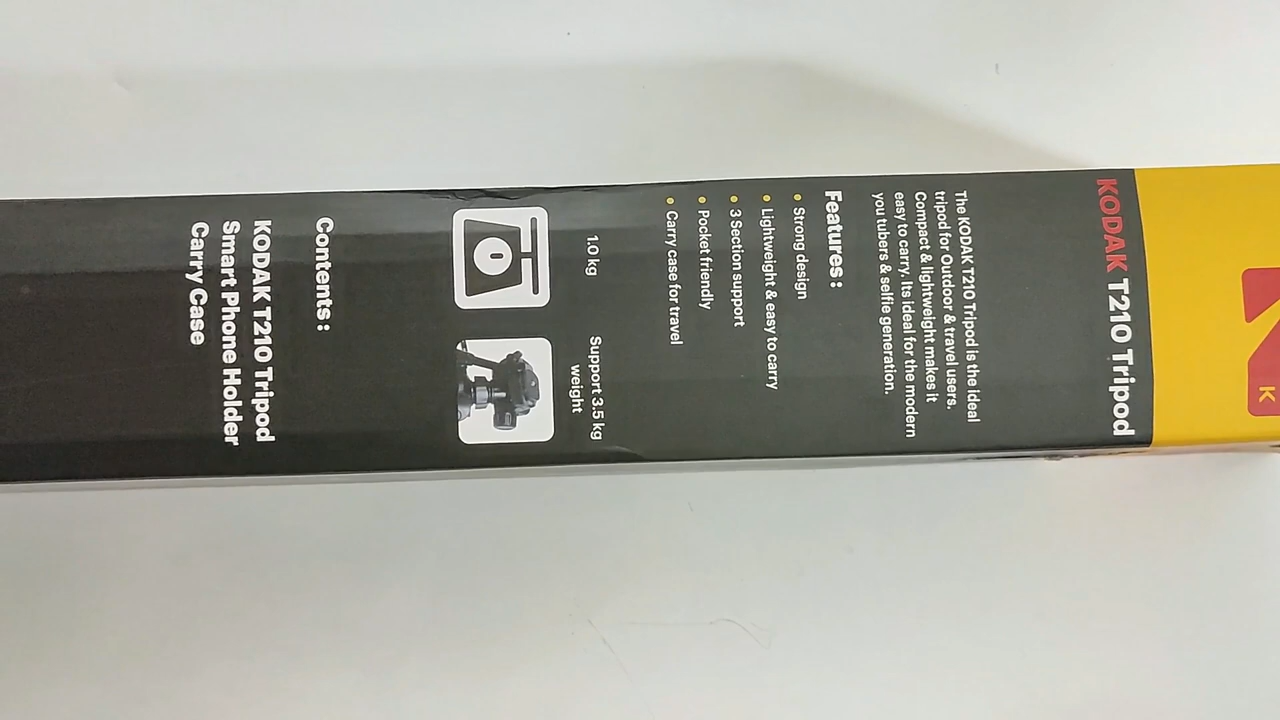 K
KODAK T210 Tripod
The KODAK T210 Tripod is the ideal
tripod for Outdoor & travel users.
Compact & lightweight makes it
easy to carry. Its ideal for the modern
you tubers & selfie generation.
Features :
Strong design
Lightweight & easy to carry
3 Section support
Pocket friendly
Carry case for travel
1.0 kg
Support 3.5 kg
weight
Contents :
KODAK T210 Tripod
Smart Phone Holder
Carry Case